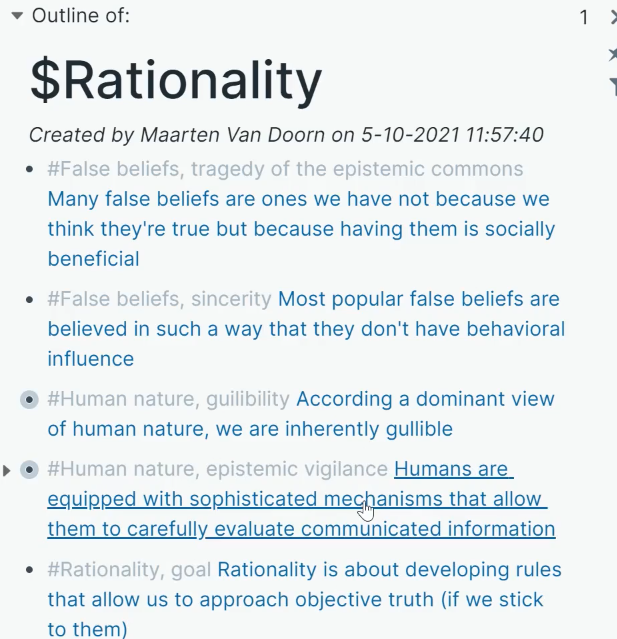 Outline of:
1
$Rationality
Created by Maarten Van Doorn on 5-10-2021 11:57:40
#False beliefs, tragedy of the epistemic commons
Many false beliefs are ones we have not because we
think they're true but because having them is socially
beneficial
#False beliefs, sincerity Most popular false beliefs are
believed in such a way that they don't have behavioral
influence
#Human nature, guilibility According a dominant view
of human nature, we are inherently gullible
#Human nature, epistemic vigilance Humans are
equipped with sophisticated mechanisms that allow
them to carefully evaluate communicated information
#Rationality, goal Rationality is about developing rules
that allow us to approach objective truth (if we stick
to them)